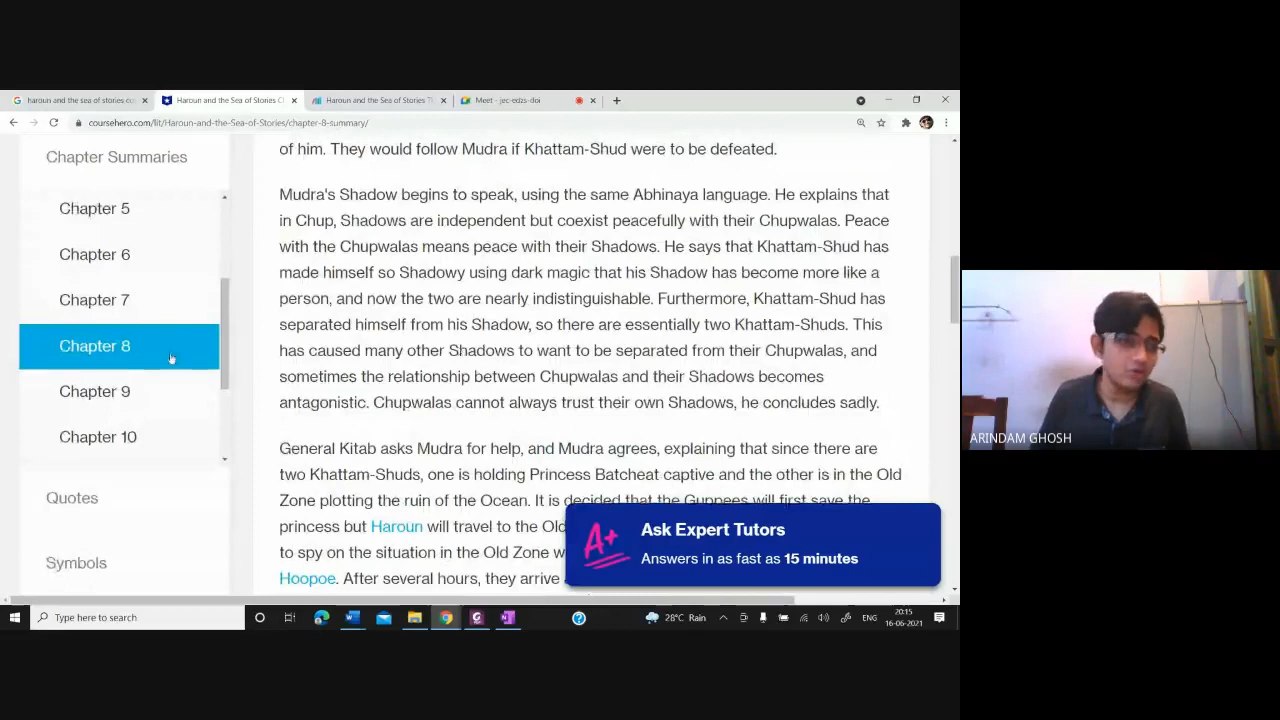 haroun and the sea of stories co
Haroun and the Sea of Stories C
Haroun and the Sea of Stories T
Meet - jec-edzs-doi
coursehero.com/lit/Haroun-and-the-Sea-of-Stories/chapter-8-summary/
Chapter Summaries
Chapter 5
Chapter 6
Chapter 7
Chapter 8
Chapter 9
Chapter 10
Quotes
Symbols
of him. They would follow Mudra if Khattam-Shud were to be defeated.
Mudra's Shadow begins to speak, using the same Abhinaya language. He explains that
in Chup, Shadows are independent but coexist peacefully with their Chupwalas. Peace
with the Chupwalas means peace with their Shadows. He says that Khattam-Shud has
made himself so Shadowy using dark magic that his Shadow has become more like a
person, and now the two are nearly indistinguishable. Furthermore, Khattam-Shud has
separated himself from his Shadow, so there are essentially two Khattam-Shuds. This
has caused many other Shadows to want to be separated from their Chupwalas, and
sometimes the relationship between Chupwalas and their Shadows becomes
antagonistic. Chupwalas cannot always trust their own Shadows, he concludes sadly.
General Kitab asks Mudra for help, and Mudra agrees, explaining that since there are
two Khattam-Shuds, one is holding Princess Batcheat captive and the other is in the Old
Zone plotting the ruin of the Ocean. It is decided that the Guppees will first save the
princess but Haroun will travel to the Old
to spy on the situation in the Old Zone w
Hoopoe. After several hours, they arrive
A+
Ask Expert Tutors
Answers in as fast as 15 minutes
ARINDAM GHOSH
Type here to search
28°C Rain
ENG
20:15
16-06-2021